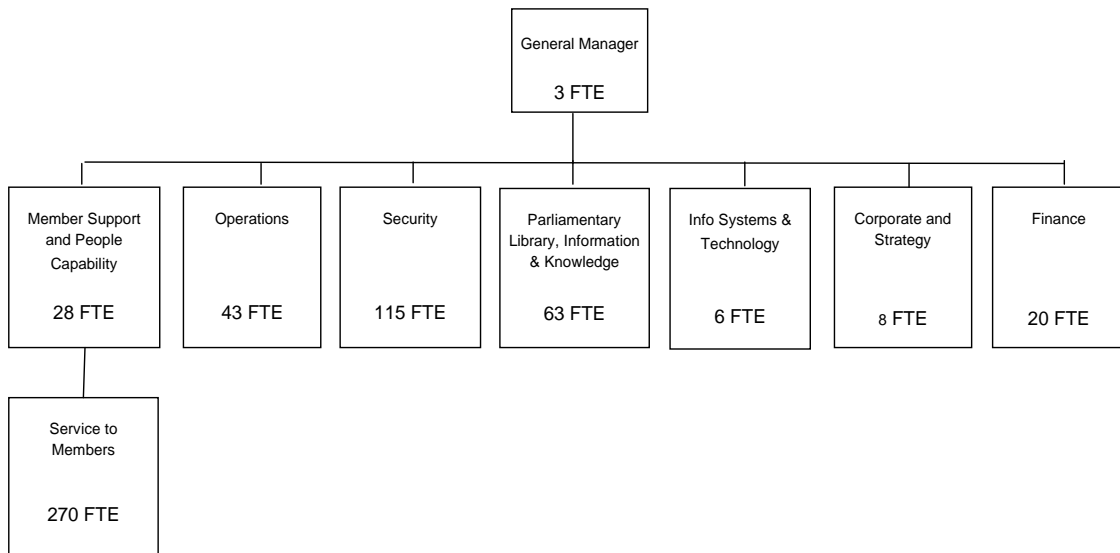 General Manager
3 FTE
Member Support
and People
Capability
28 FTE
Operations
43 FTE
Security
115 FTE
Parliamentary
Library, Information
& Knowledge
63 FTE
Info Systems &
Technology
6 FTE
Corporate and
Strategy
8 FTE
Finance
20 FTE
Service to
Members
270 FTE